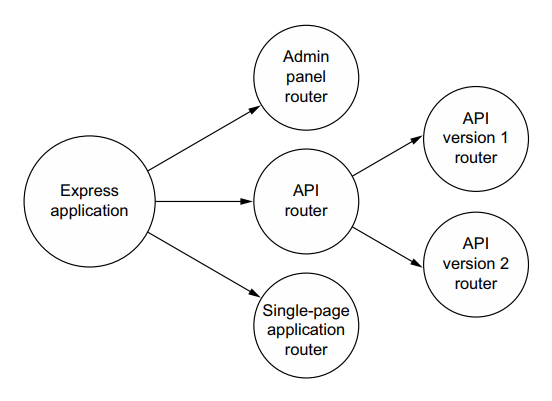 Express
application
Admin
panel
router
API
router
Single-page
application
router
API
version 1
router
API
version 2
router